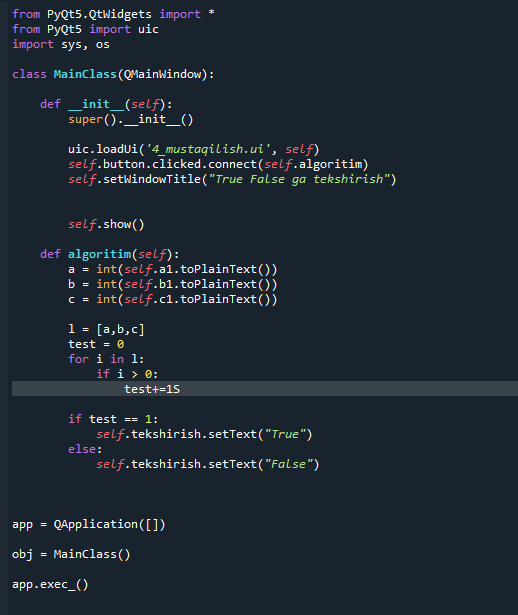 from PyQt5.QtWidgets import *
from PyQt5 import uic
import sys, os

class MainClass(QMainWindow):

    def __init__(self):
        super().__init__()

        uic.loadUi('4_mustaqilish.ui', self)
        self.button.clicked.connect(self.algoritim)
        self.setWindowTitle("True False ga tekshirish")


        self.show()

    def algoritim(self):
        a = int(self.a1.toPlainText())
        b = int(self.b1.toPlainText())
        c = int(self.c1.toPlainText())

        l = [a,b,c]
        test = 0
        for i in l:
            if i > 0:
                test+=1S

        if test == 1:
            self.tekshirish.setText("True")
        else:
            self.tekshirish.setText("False")



app = QApplication([])

obj = MainClass()

app.exec_()